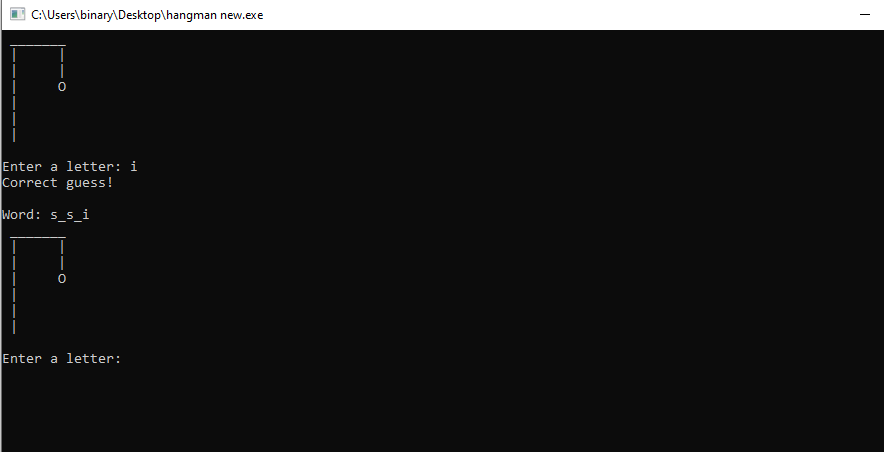 C:\Users\binary\Desktop\hangman new.exe
 _______
 |     |
 |     |
 |     O
 |
 |
 |
Enter a letter: i
Correct guess!
Word: s_s_i
 _______
 |     |
 |     |
 |     O
 |
 |
 |
Enter a letter: